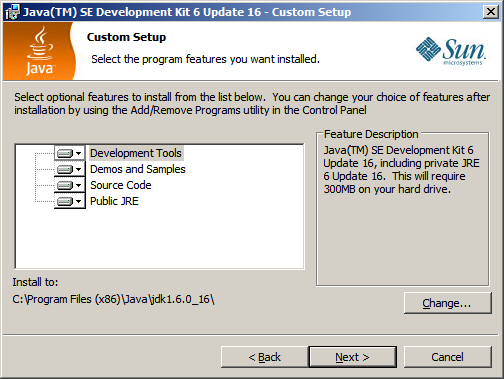 Java(TM) SE Development Kit 6 Update 16 - Custom Setup
Java
Custom Setup
Select the program features you want installed.
Sun
microsystems
Select optional features to install from the list below.  You can change your choice of features after
installation by using the Add/Remove Programs utility in the Control Panel
Development Tools
Demos and Samples
Source Code
Public JRE
Feature Description
Java(TM) SE Development Kit 6
Update 16, including private JRE
6 Update 16.  This will require
300MB on your hard drive.
Install to:
C:\Program Files (x86)\Java\jdk1.6.0_16\
Change...
< Back
Next >
Cancel